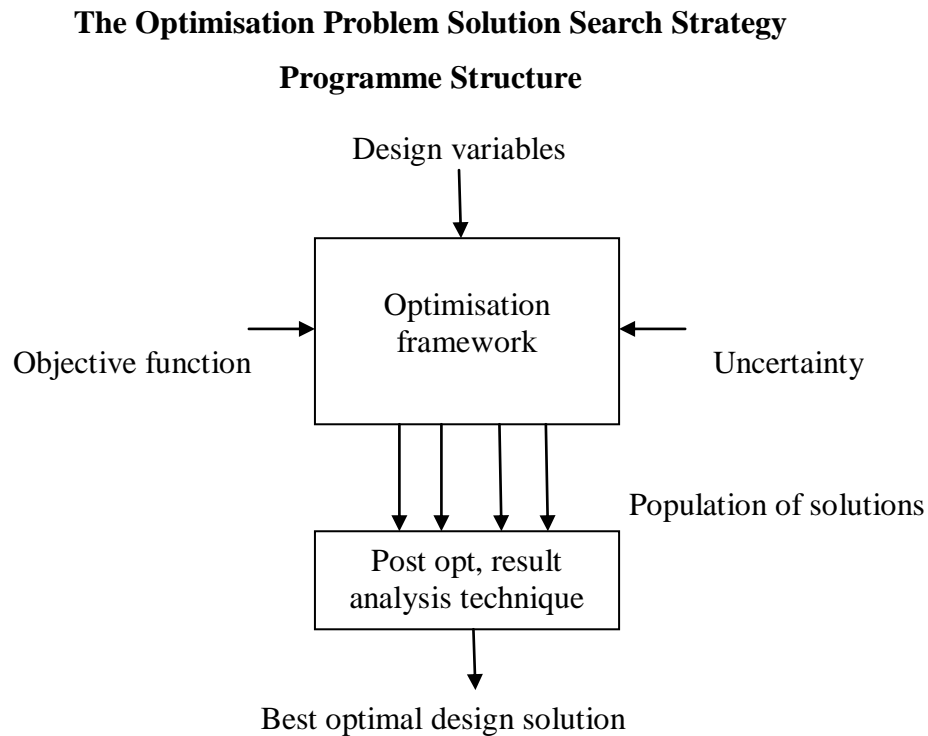 The Optimisation Problem Solution Search Strategy
Programme Structure
Design variables
Optimisation
framework
Objective function
Uncertainty
Population of solutions
Post opt, result
analysis technique
Best optimal design solution